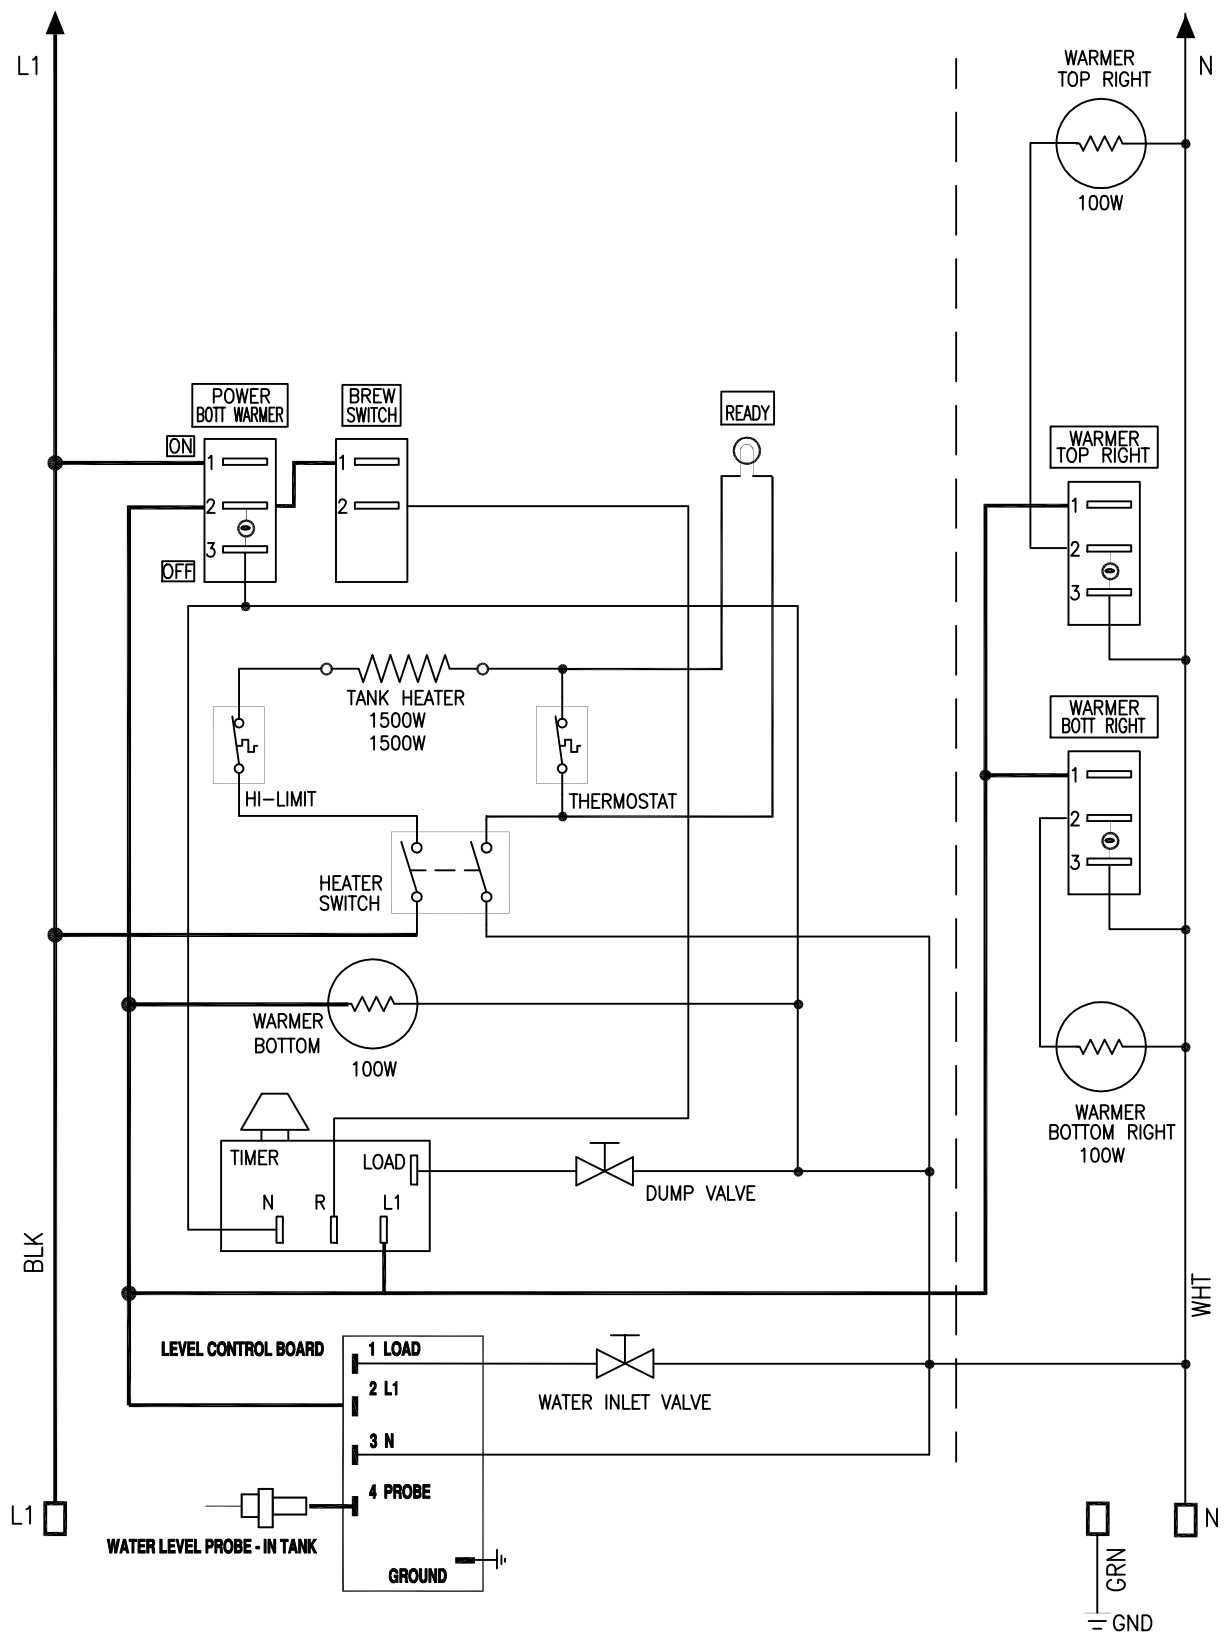 L1
WARMER
TOP RIGHT
N
100W
POWER
BOTT WARMER
BREW
SWITCH
READY
ON
1
2
3
OFF
1
2
WARMER
TOP RIGHT
1
2
3
TANK HEATER
1500W
1500W
HI-LIMIT
THERMOSTAT
WARMER
BOTT RIGHT
1
2
3
HEATER
SWITCH
WARMER
BOTTOM
100W
WARMER
BOTTOM RIGHT
100W
TIMER
LOAD
N
R
L1
DUMP VALVE
BLK
WHT
LEVEL CONTROL BOARD
1 LOAD
2 L1
WATER INLET VALVE
3 N
4 PROBE
L1
WATER LEVEL PROBE - IN TANK
GROUND
N
GRN
GND